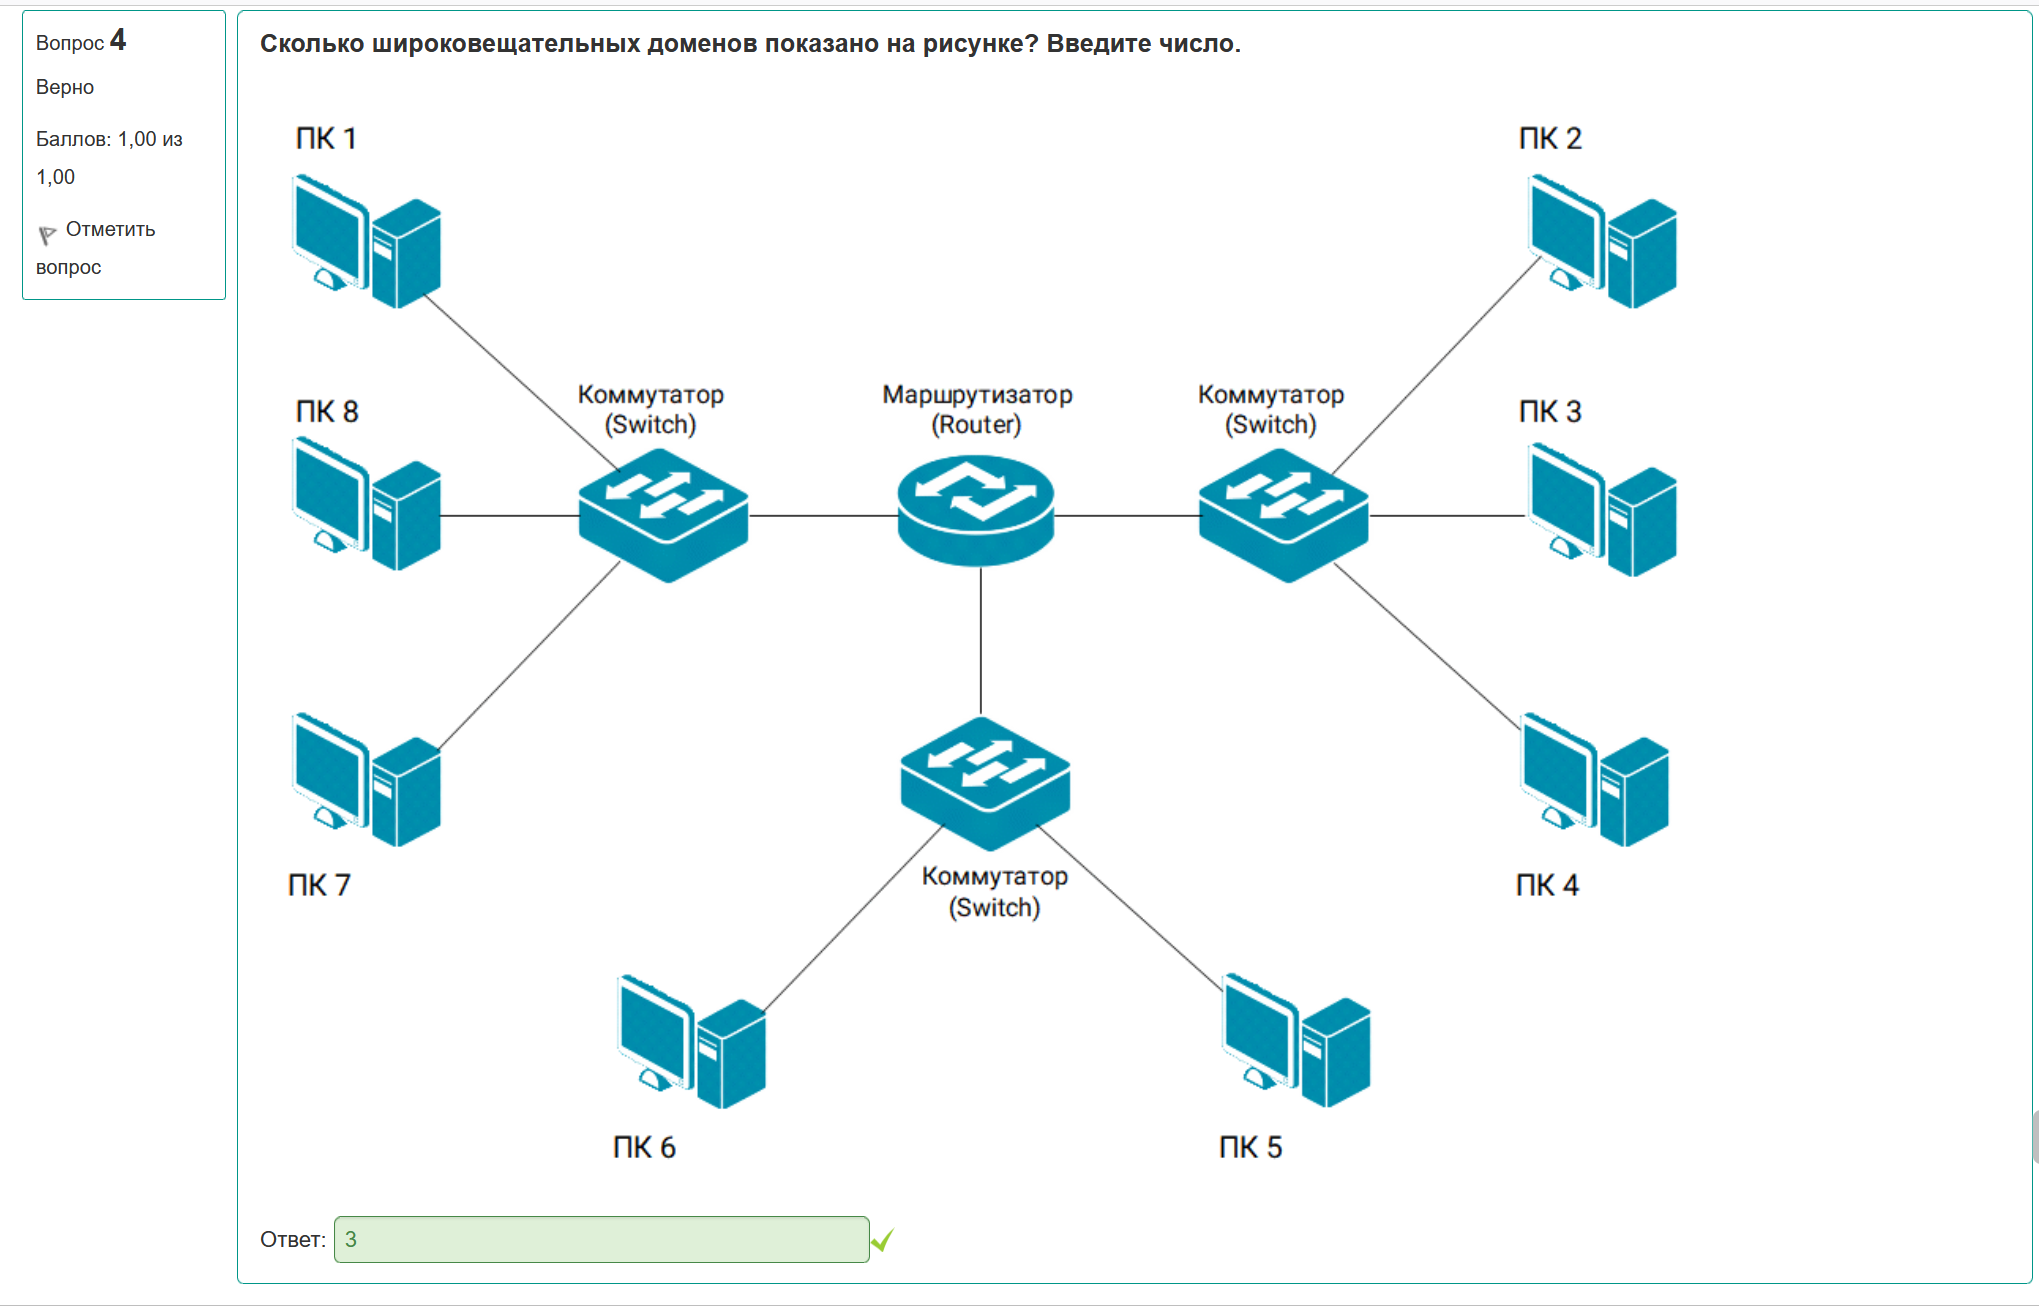 Вопрос 4
Верно
Баллов: 1,00 из
1,00
Отметить
вопрос
Сколько широковещательных доменов показано на рисунке? Введите число.
ПК 1
ПК 2
Коммутатор
(Switch)
Маршрутизатор
(Router)
Коммутатор
(Switch)
ПК 8
ПК 3
ПК 7
Коммутатор
(Switch)
ПК 4
ПК 6
ПК 5
Ответ: 3